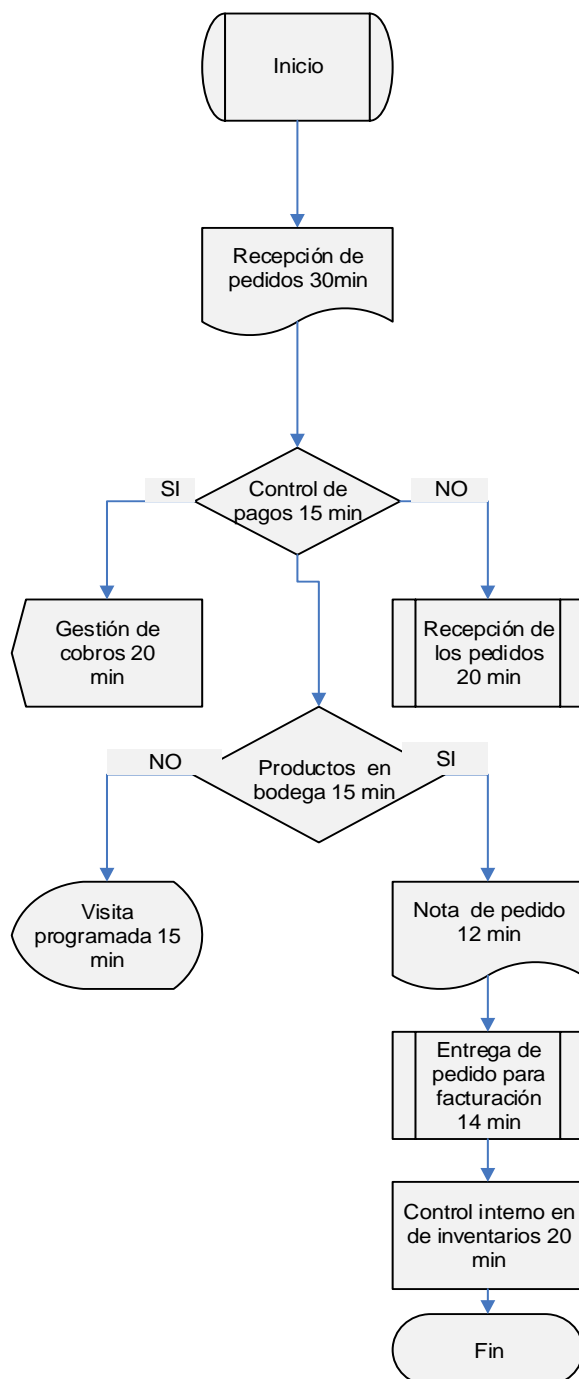 Inicio
Recepción de
pedidos 30min
SI
Control de
pagos 15 min
NO
Gestión de
cobros 20
min
Recepción de
los pedidos
20 min
NO
Productos en
bodega 15 min
SI
Visita
programada 15
min
Nota de pedido
12 min
Entrega de
pedido para
facturación
14 min
Control interno en
de inventarios 20
min
Fin